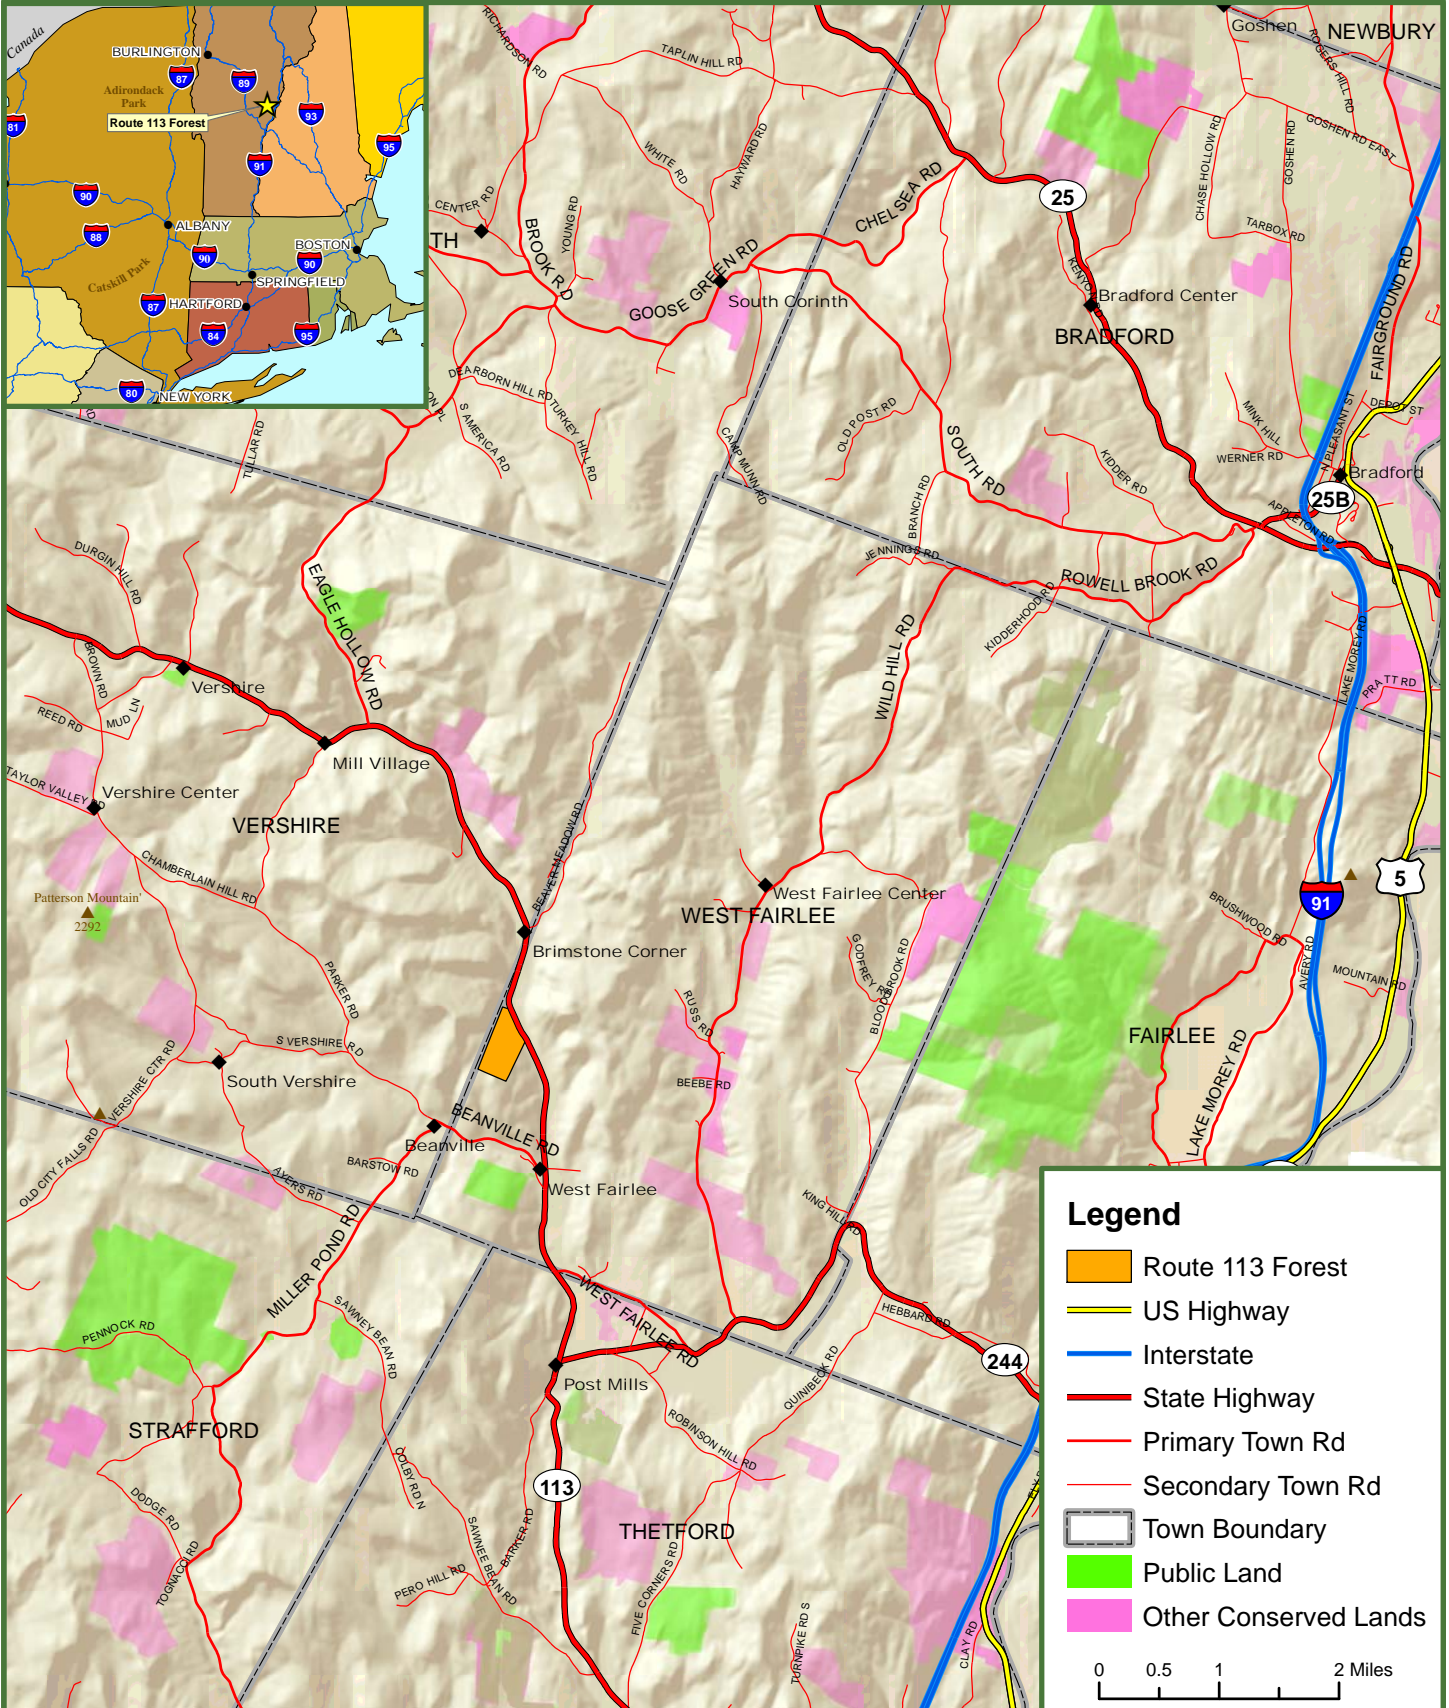 Canada
BURLINGTON
87
89
Adirondack
Park
Route 113 Forest
93
81
95
91
90
ALBANY
88
BOSTON
90
90
SPRINGFIELD
Catskill Park
87
HARTFORD
84
95
80
NEW YORK
RICHARDSON RD
TAPLIN HILL RD
Goshen
NEWBURY
ROGERS HILL RD
GOSHEN RD EAST
GOSHEN RD
CHASE HOLLOW RD
TARBOX RD
WHITE RD
HAYWARD RD
CHELSEA RD
25
CENTER RD
TH
YOUNG RD
BROOK RD
GOOSE GREEN RD
South Corinth
Bradford Center
BRADFORD
FAIRGROUND RD
DEARBORN HILL RD
S AMERICA RD
TURKEY HILL RD
CAMP MUNN RD
OLD POST RD
SOUTH RD
KIDDER RD
MINK HILL
WERNER RD
N PLEASANT ST
DEPOT ST
Bradford
25B
APPLETON RD
RD
TULLAR RD
BRANCH RD
JENNINGS RD
ROWELL BROOK RD
KIDDERHOOD RD
DURGIN HILL RD
EAGLE HOLLOW RD
WILD HILL RD
LAKE MOREY RD
PRATT RD
BROWN RD
Vershire
REED RD
MUD LN
Mill Village
TAYLOR VALLEY RD
Vershire Center
VERSHIRE
BEAVER MEADOW RD
CHAMBERLAIN HILL RD
Patterson Mountain'
2292
West Fairlee Center
WEST FAIRLEE
5
91
BRUSHWOOD RD
Brimstone Corner
GODFREY RD
BLOOD BROOK RD
AVERY RD
MOUNTAIN RD
PARKER RD
RUSS RD
FAIRLEE
S VERSHIRE RD
VERSHIRE CTR RD
South Vershire
BEEBE RD
LAKE MOREY RD
BEANVILLE RD
Beanville
BARSTOW RD
OLD CITY FALLS RD
AYERS RD
West Fairlee
KING HILL RD
MILLER POND RD
WEST FAIRLEE RD
HEBBARD RD
PENNOCK RD
SAWNEY BEAN RD
244
Post Mills
QUINIBECK RD
STRAFFORD
ROBINSON HILL RD
COLBY RD N
113
DODGE RD
THETFORD
SAWNEE BEAN RD
BARKER RD
TOGNACCI RD
PERO HILL RD
FIVE CORNERS RD
TURNPIKE RD S
CLAY RD
Legend
Route 113 Forest
US Highway
Interstate
State Highway
Primary Town Rd
Secondary Town Rd
Town Boundary
Public Land
Other Conserved Lands
0 0.5 1 2 Miles